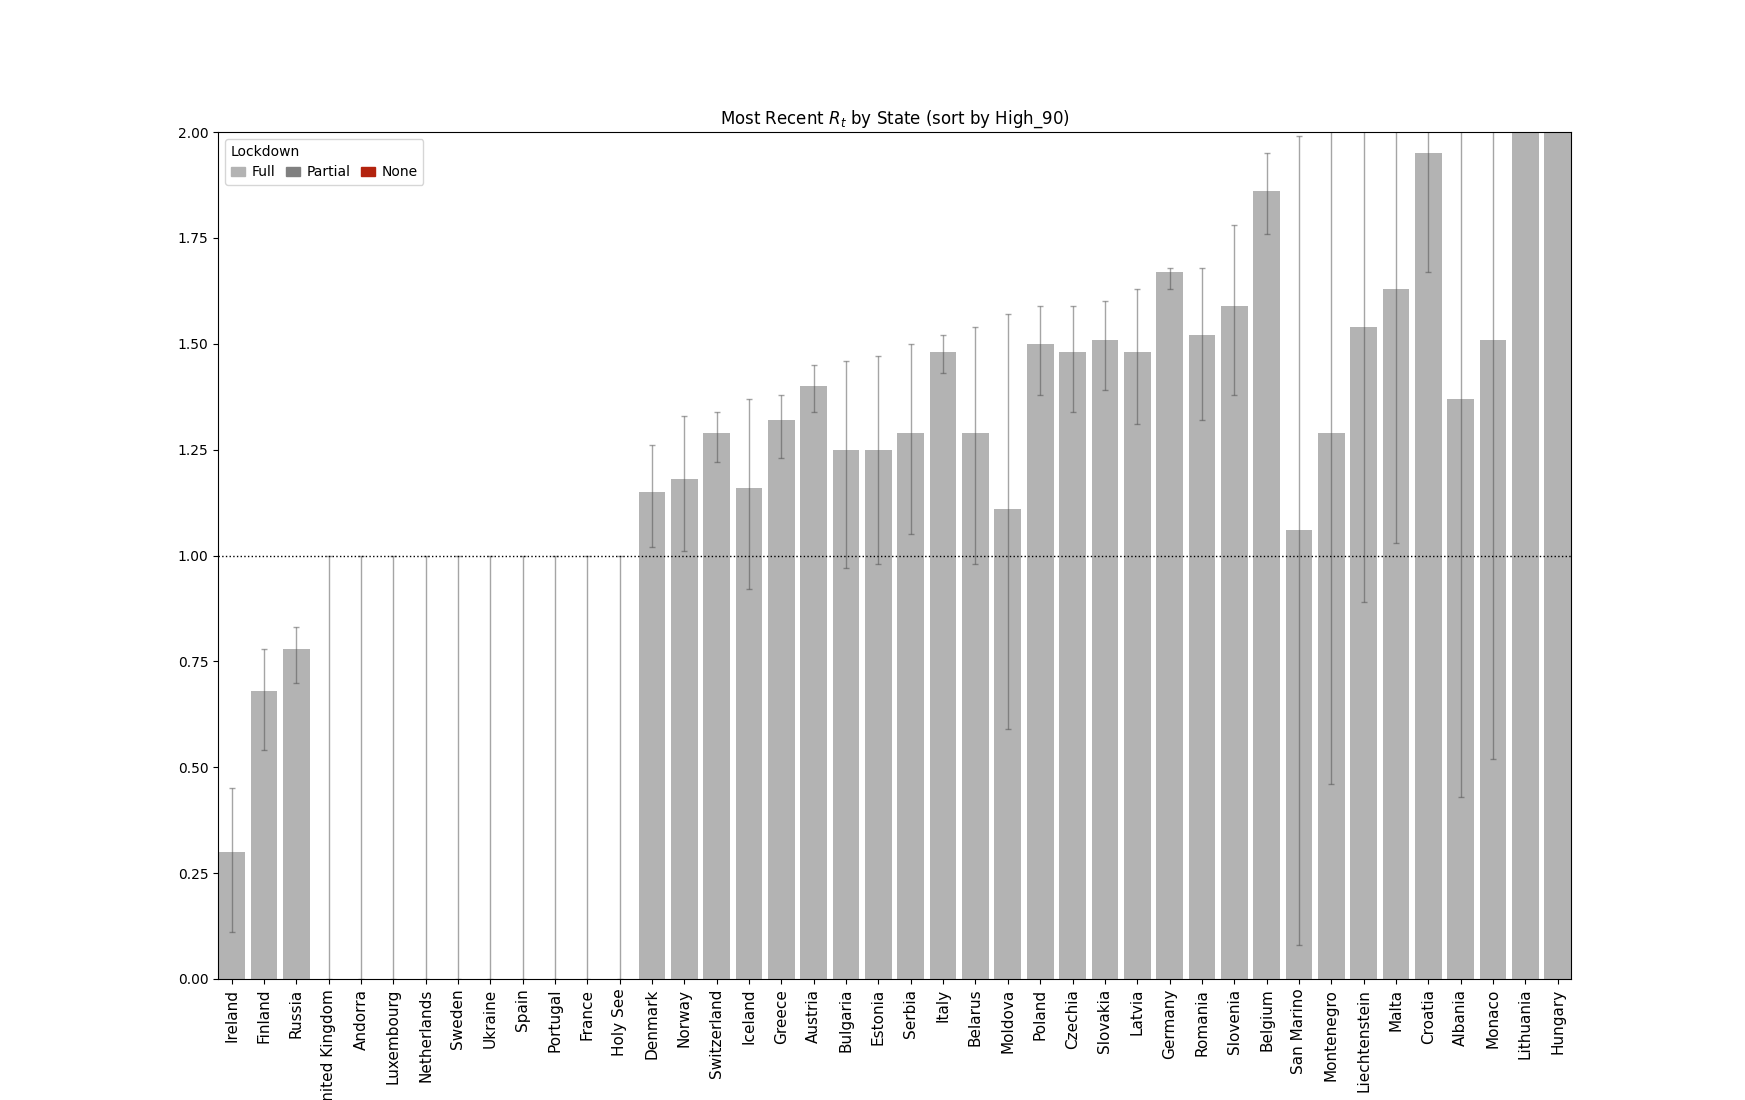 Most Recent R_t by State (sort by High_90)
Lockdown
Full Partial None
2.00
1.75
1.50
1.25
1.00
0.75
0.50
0.25
0.00
Ireland
Finland
Russia
nited Kingdom
Andorra
Luxembourg
Netherlands
Sweden
Ukraine
Spain
Portugal
France
Holy See
Denmark
Norway
Switzerland
Iceland
Greece
Austria
Bulgaria
Estonia
Serbia
Italy
Belarus
Moldova
Poland
Czechia
Slovakia
Latvia
Germany
Romania
Slovenia
Belgium
San Marino
Montenegro
Liechtenstein
Malta
Croatia
Albania
Monaco
Lithuania
Hungary